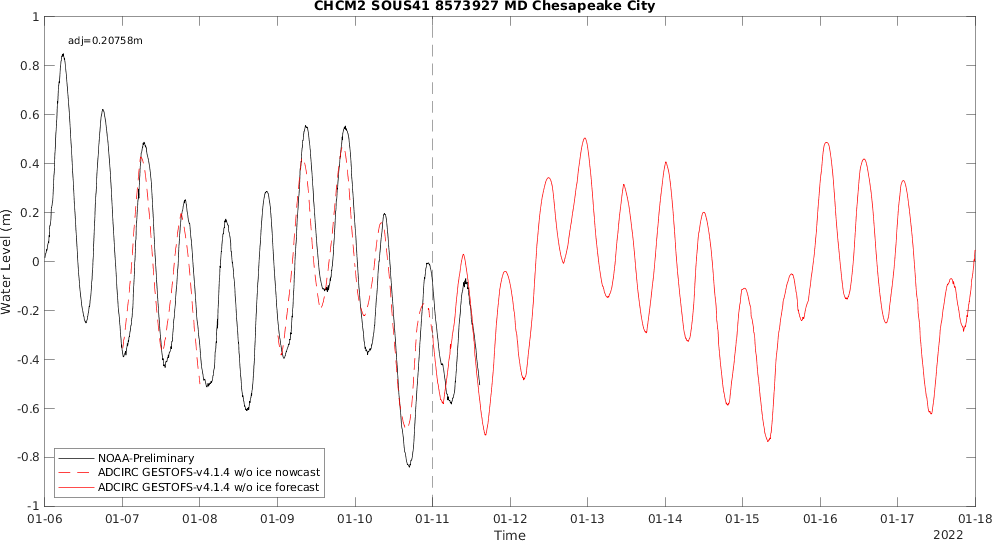 CHCM2 SOUS41 8573927 MD Chesapeake City
adj=0.20758m
Water Level (m)
1
0.8
0.6
0.4
0.2
0
-0.2
-0.4
-0.6
-0.8
-1
NOAA-Preliminary
ADCIRC GESTOFS-v4.1.4 w/o ice nowcast
ADCIRC GESTOFS-v4.1.4 w/o ice forecast
01-06 01-07 01-08 01-09 01-10 01-11 01-12 01-13 01-14 01-15 01-16 01-17 01-18
Time
2022